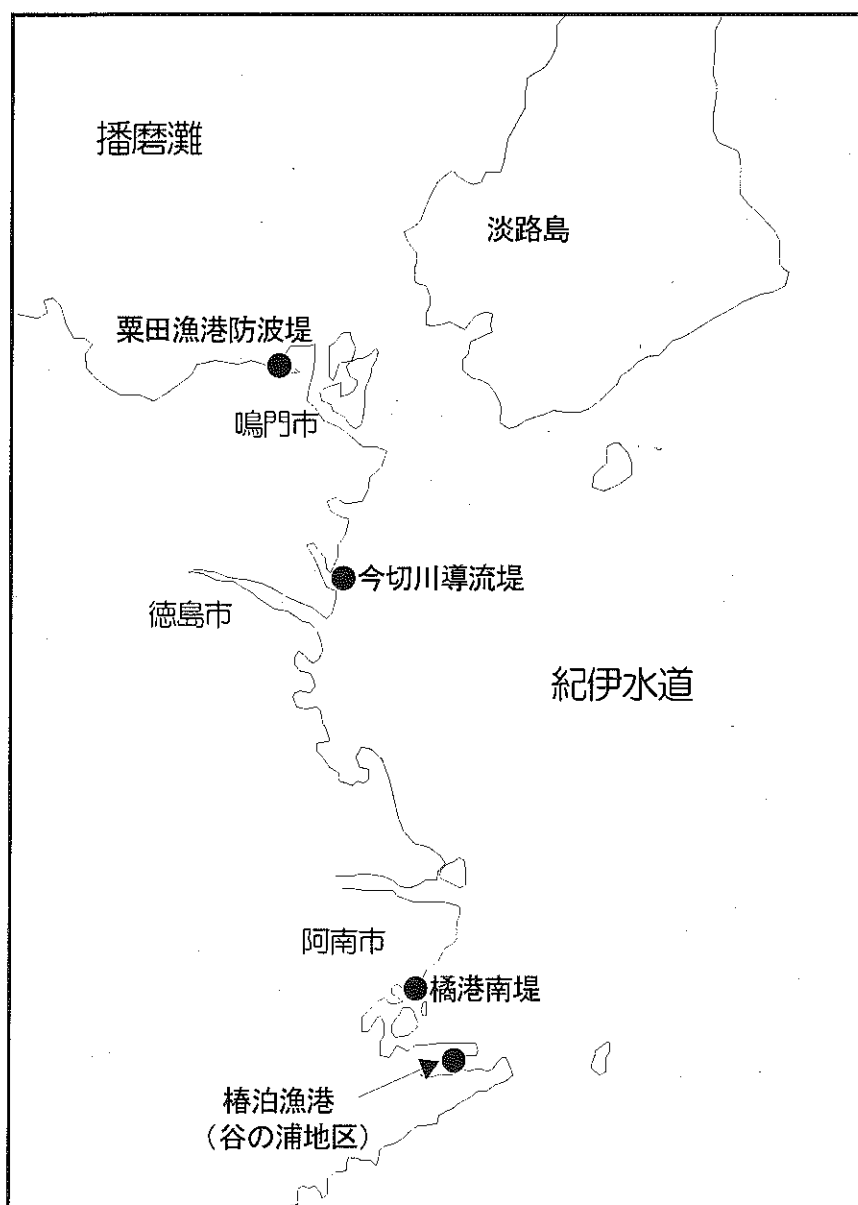 播磨灘
淡路島
粟田漁港防波堤
鳴門市
今切川導流堤
徳島市
紀伊水道
阿南市
橘港南堤
椿泊漁港
（谷の浦地区）